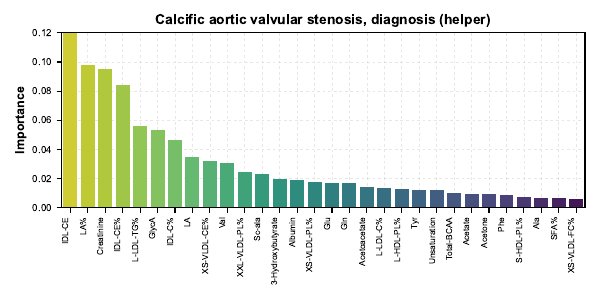 Calcific aortic valvular stenosis, diagnosis (helper)
Importance
0.12
0.10
0.08
0.06
0.04
0.02
0.00
IDL-CE
LA%
Creatinine
IDL-CE%
L-LDL-TG%
GlycA
IDL-C%
LA
XS-VLDL-CE%
Val
XXL-VLDL-PL%
Sc-ala
3-Hydroxybutyrate
Albumin
XS-VLDL-PL%
Glu
Gln
Acetoacetate
L-LDL-C%
L-HDL-PL%
Tyr
Unsaturation
Total-BCAA
Acetate
Acetone
Phe
S-HDL-PL%
Ala
SFA%
XS-VLDL-FC%